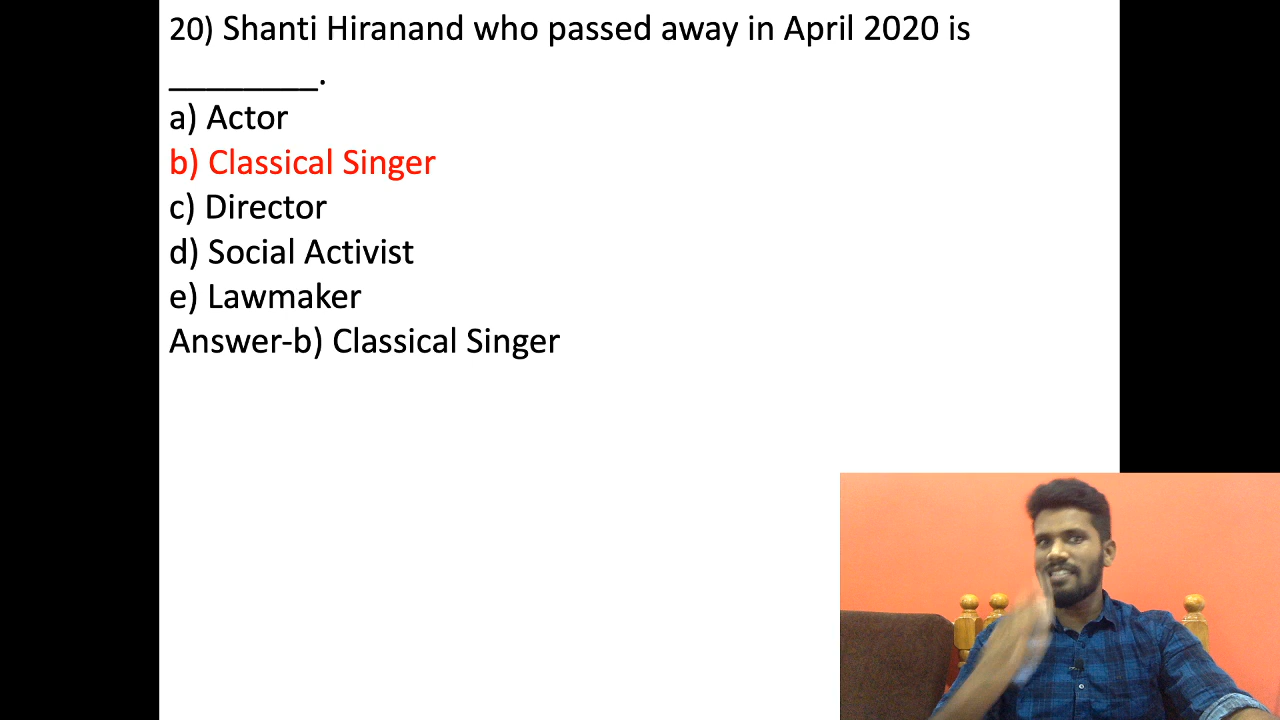 20) Shanti Hiranand who passed away in April 2020 is
________.
a) Actor
b) Classical Singer
c) Director
d) Social Activist
e) Lawmaker
Answer-b) Classical Singer